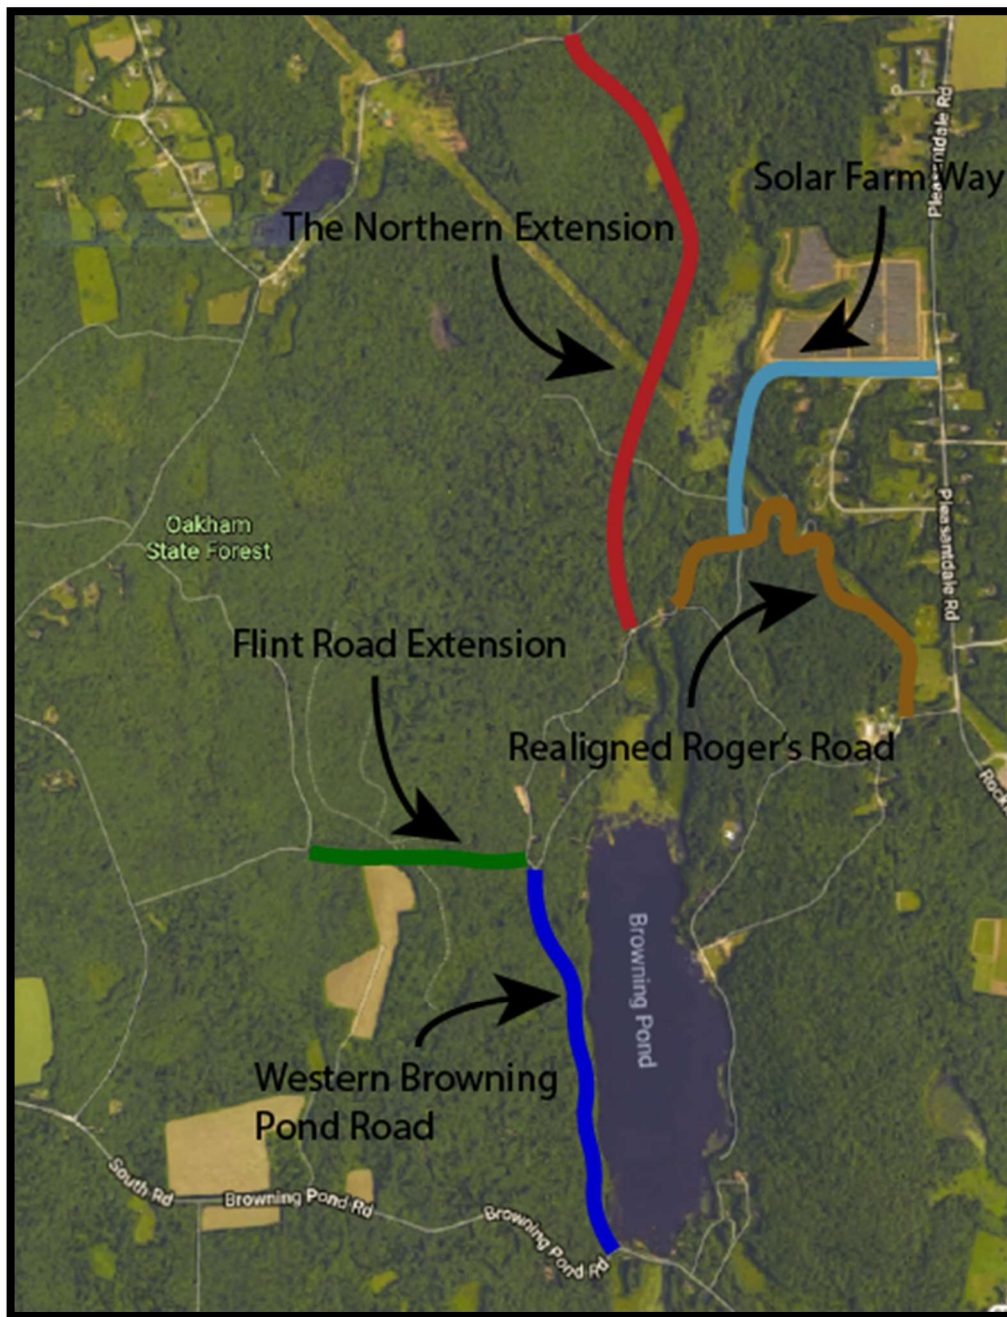 Pleasantdale Rd
Solar Farm Way
The Northern Extension
Oakham
State Forest
Pleasantdale Rd
Flint Road Extension
Realigned Roger's Road
Browning Pond
Western Browning
Pond Road
South Rd
Browning Pond Rd
Browning Pond Rd